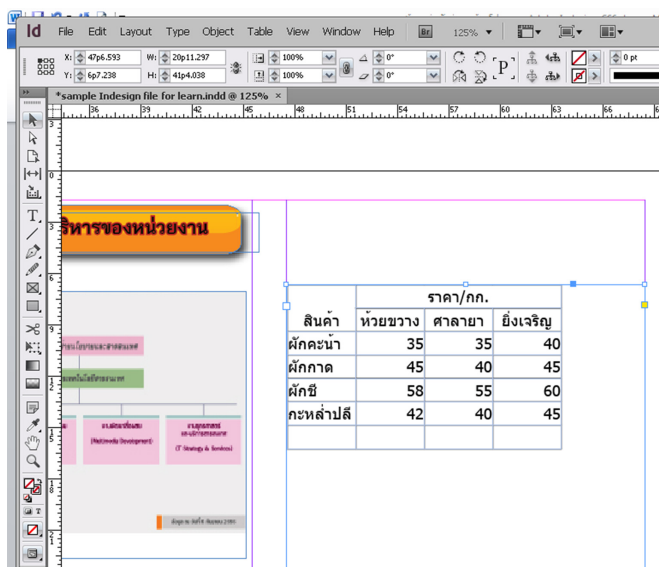 Id File Edit Layout Type Object Table View Window Help Br 125%
X: 47p6.593 W: 20p11.297 100% 0° 0 pt
Y: 6p7.238 H: 41p4.038 100% 0°
*sample Indesign file for learn.indd @ 125% ×
36 39 42 45 48 51 54 57 60 63 66
ริหารของหน่วยงาน
ราคา/กก.
สินค้า ห้วยขวาง ศาลายา ยิ่งเจริญ
ผักคะน้า 35 35 40
ผักกาด 45 40 45
ผักชี 58 55 60
กะหล่ำปลี 42 40 45
(Multimedia Development)
(IT Strategy & Services)